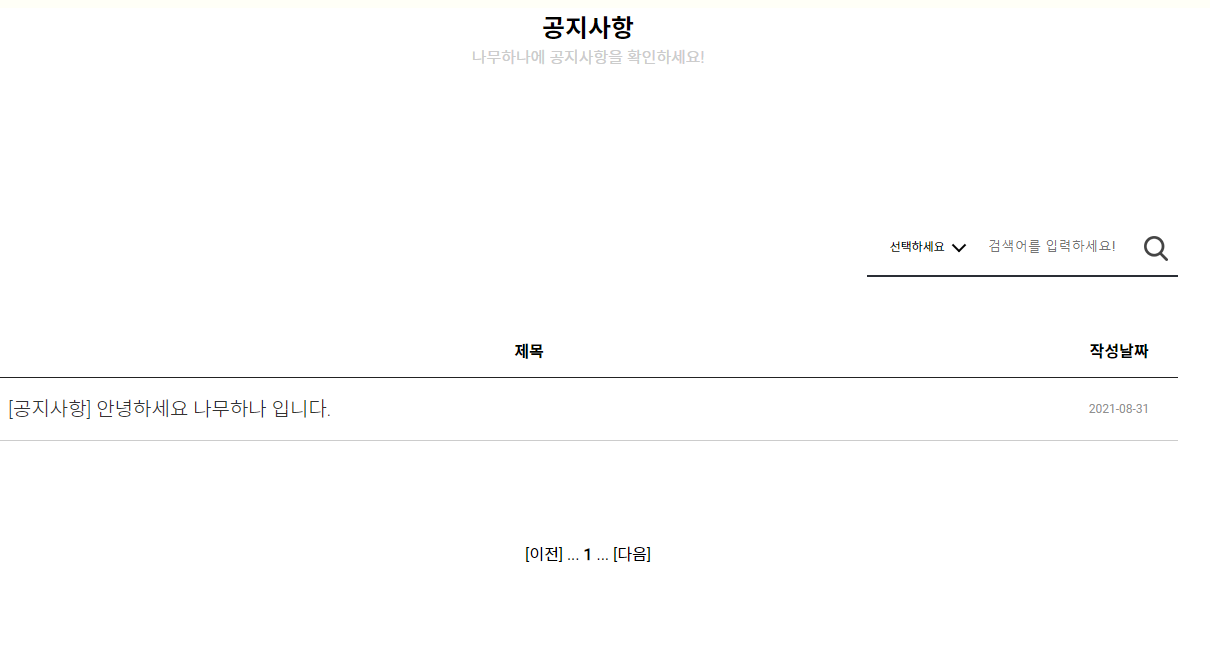 공지사항
나무하나에 공지사항을 확인하세요!
선택하세요 검색어를 입력하세요!
제목 작성날짜
[공지사항] 안녕하세요 나무하나 입니다. 2021-08-31
[이전] ... 1 ... [다음]